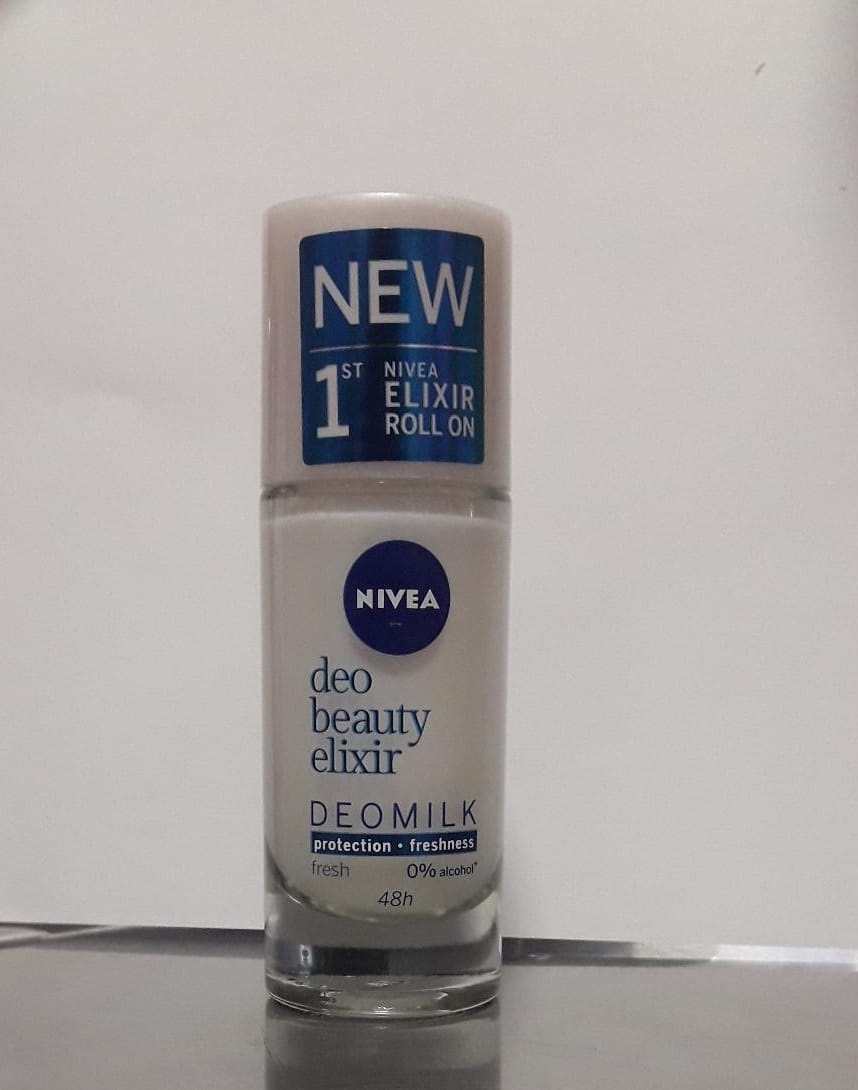 NEW
1ST NIVEA
ELIXIR
ROLL ON
NIVEA
deo
beauty
elixir
DEOMILK
protection • freshness
fresh 0% alcohol*
48h